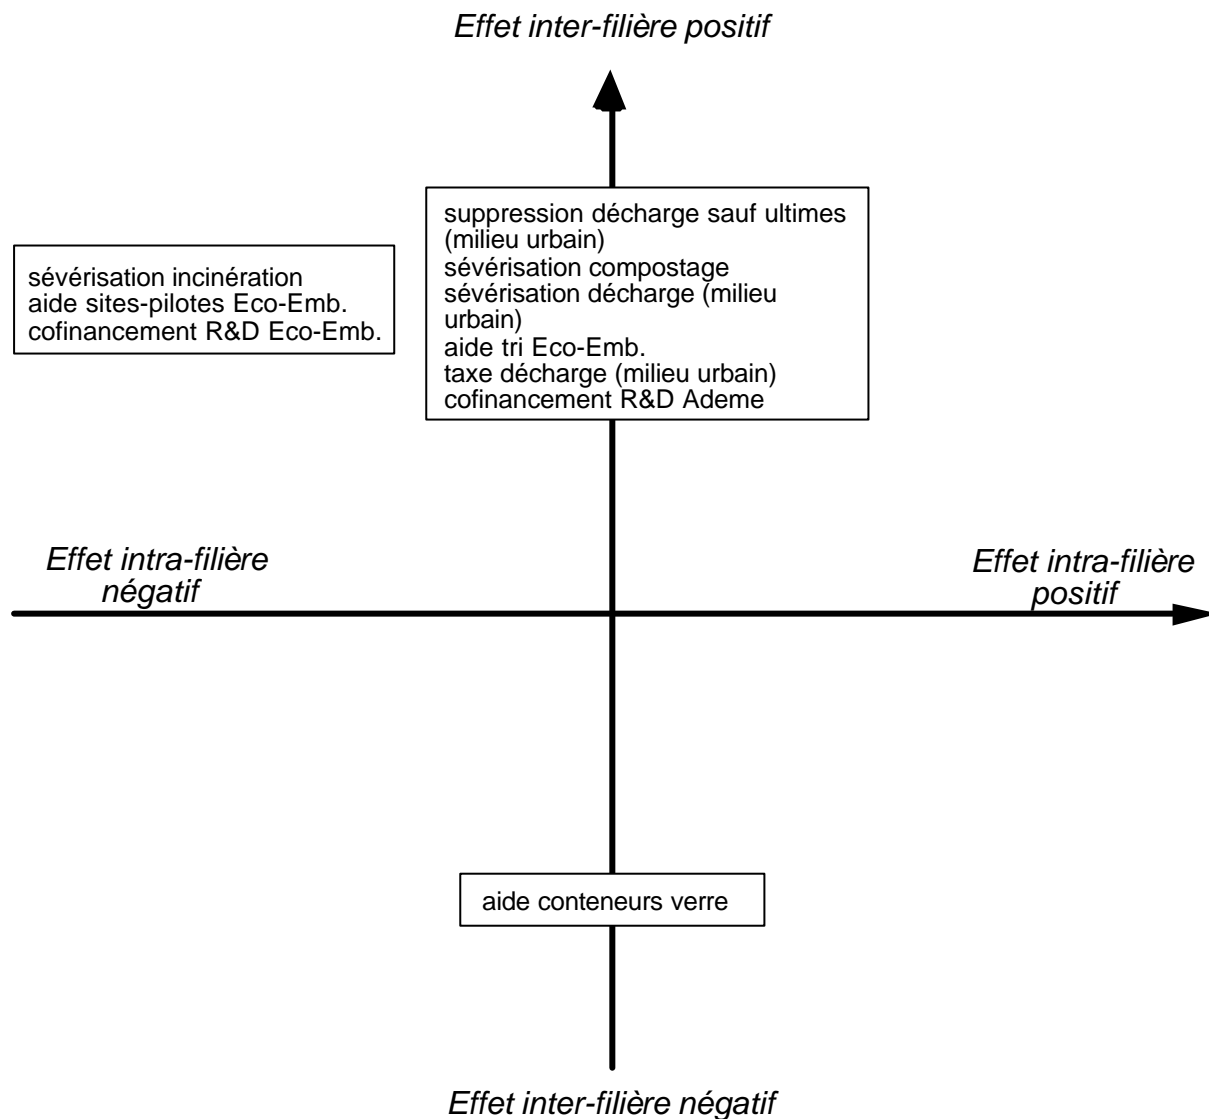 Effet inter-filière positif
suppression décharge sauf ultimes
(milieu urbain)
sévérisation compostage
sévérisation décharge (milieu
urbain)
aide tri Eco-Emb.
taxe décharge (milieu urbain)
cofinancement R&D Ademe
sévérisation incinération
aide sites-pilotes Eco-Emb.
cofinancement R&D Eco-Emb.
Effet intra-filière
négatif
Effet intra-filière
positif
aide conteneurs verre
Effet inter-filière négatif